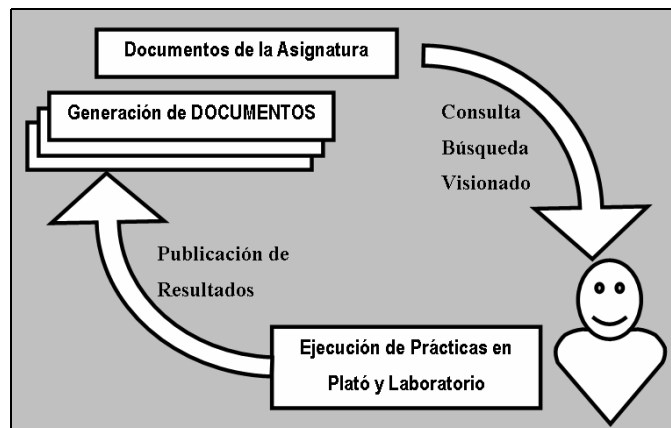 Documentos de la Asignatura
Generación de DOCUMENTOS
Consulta
Búsqueda
Visionado
Publicación de
Resultados
Ejecución de Prácticas en
Plató y Laboratorio